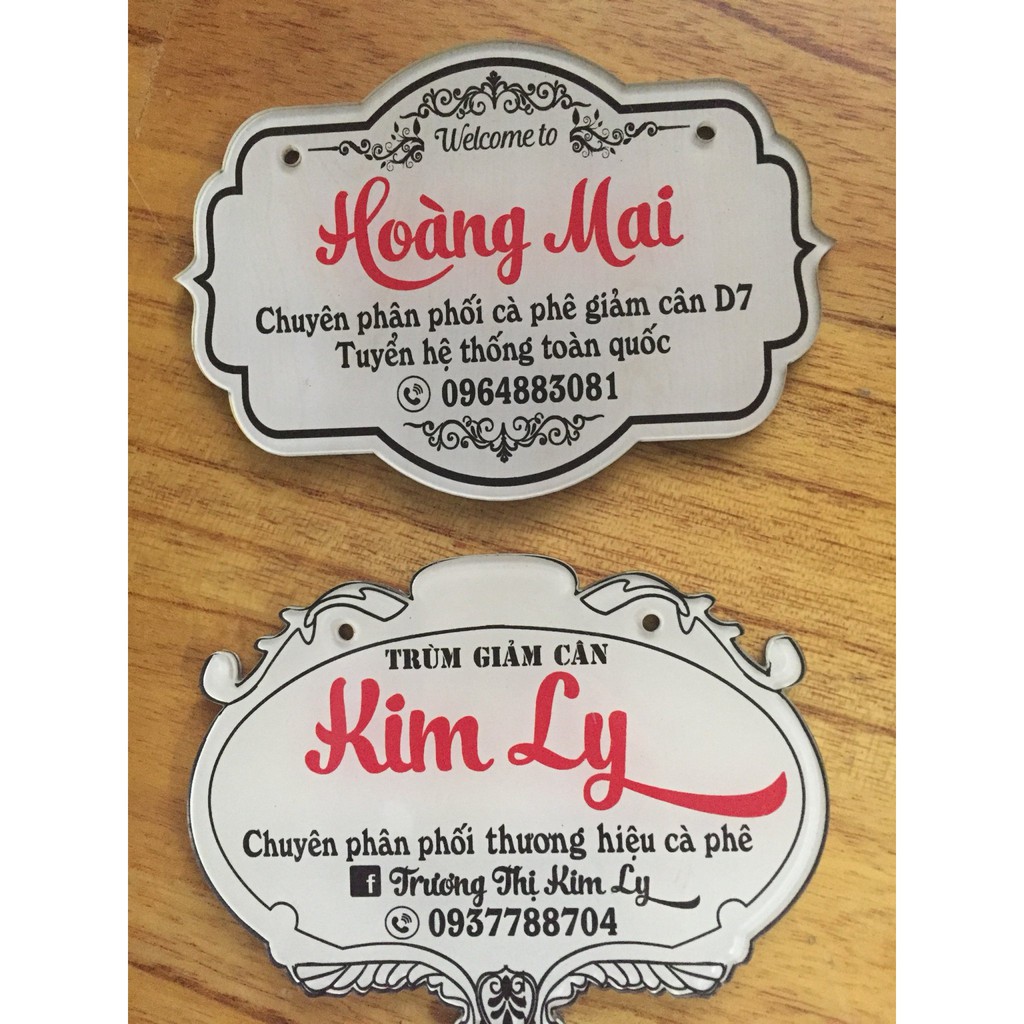 Welcome to
Hoàng Mai
Chuyên phân phối cà phê giảm cân D7
Tuyển hệ thống toàn quốc
0964883081
TRÙM GIẢM CÂN
Kim Ly
Chuyên phân phối thương hiệu cà phê
f Trương Thị Kim Ly
0937788704